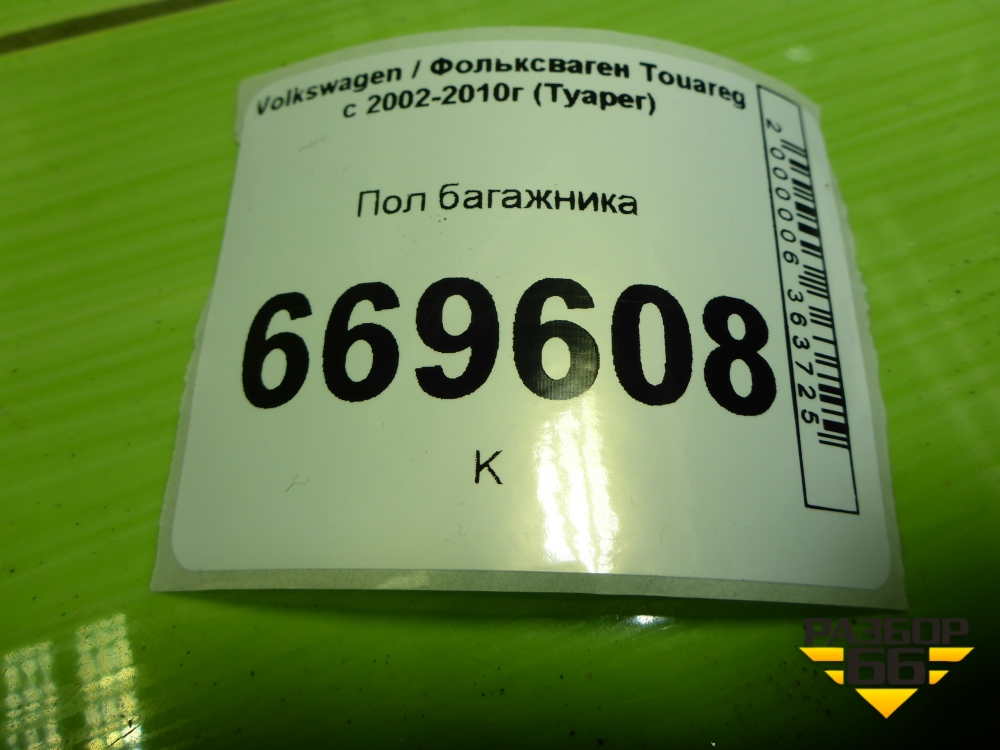 Volkswagen / Фольксваген Touareg
с 2002-2010г (Туарег)
Пол багажника
669608
К
2000006363725
РАЗБОР
66